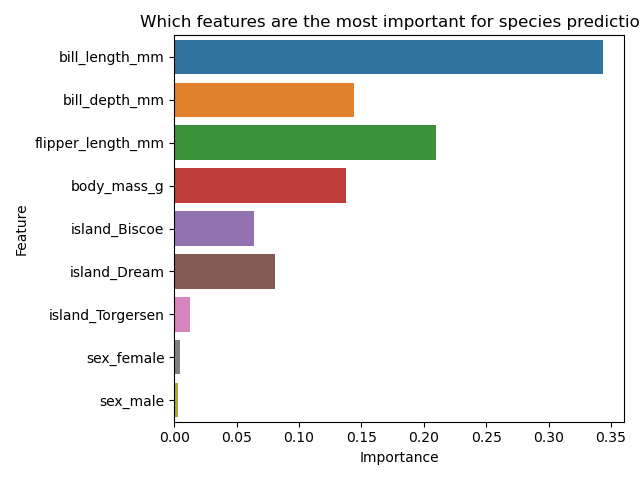 Which features are the most important for species predictio
bill_length_mm
bill_depth_mm
flipper_length_mm
body_mass_g
island_Biscoe
island_Dream
island_Torgersen
sex_female
sex_male
Feature
0.00 0.05 0.10 0.15 0.20 0.25 0.30 0.35
Importance